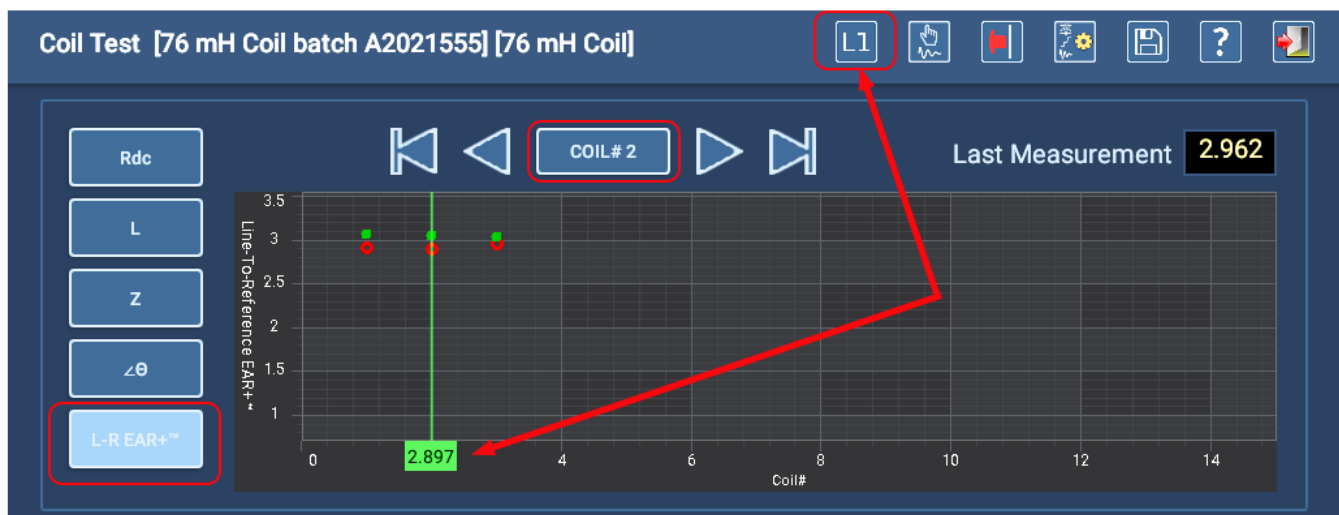 Coil Test [76 mH Coil batch A2021555] [76 mH Coil]
L1
?
COIL# 2
Last Measurement 2.962
Rdc
L
Z
∠Θ
L-R EAR+™
Line-To-Reference EAR+™
3.5
3
2.5
2
1.5
1
0
2.897
4
6
8
10
12
14
Coil#